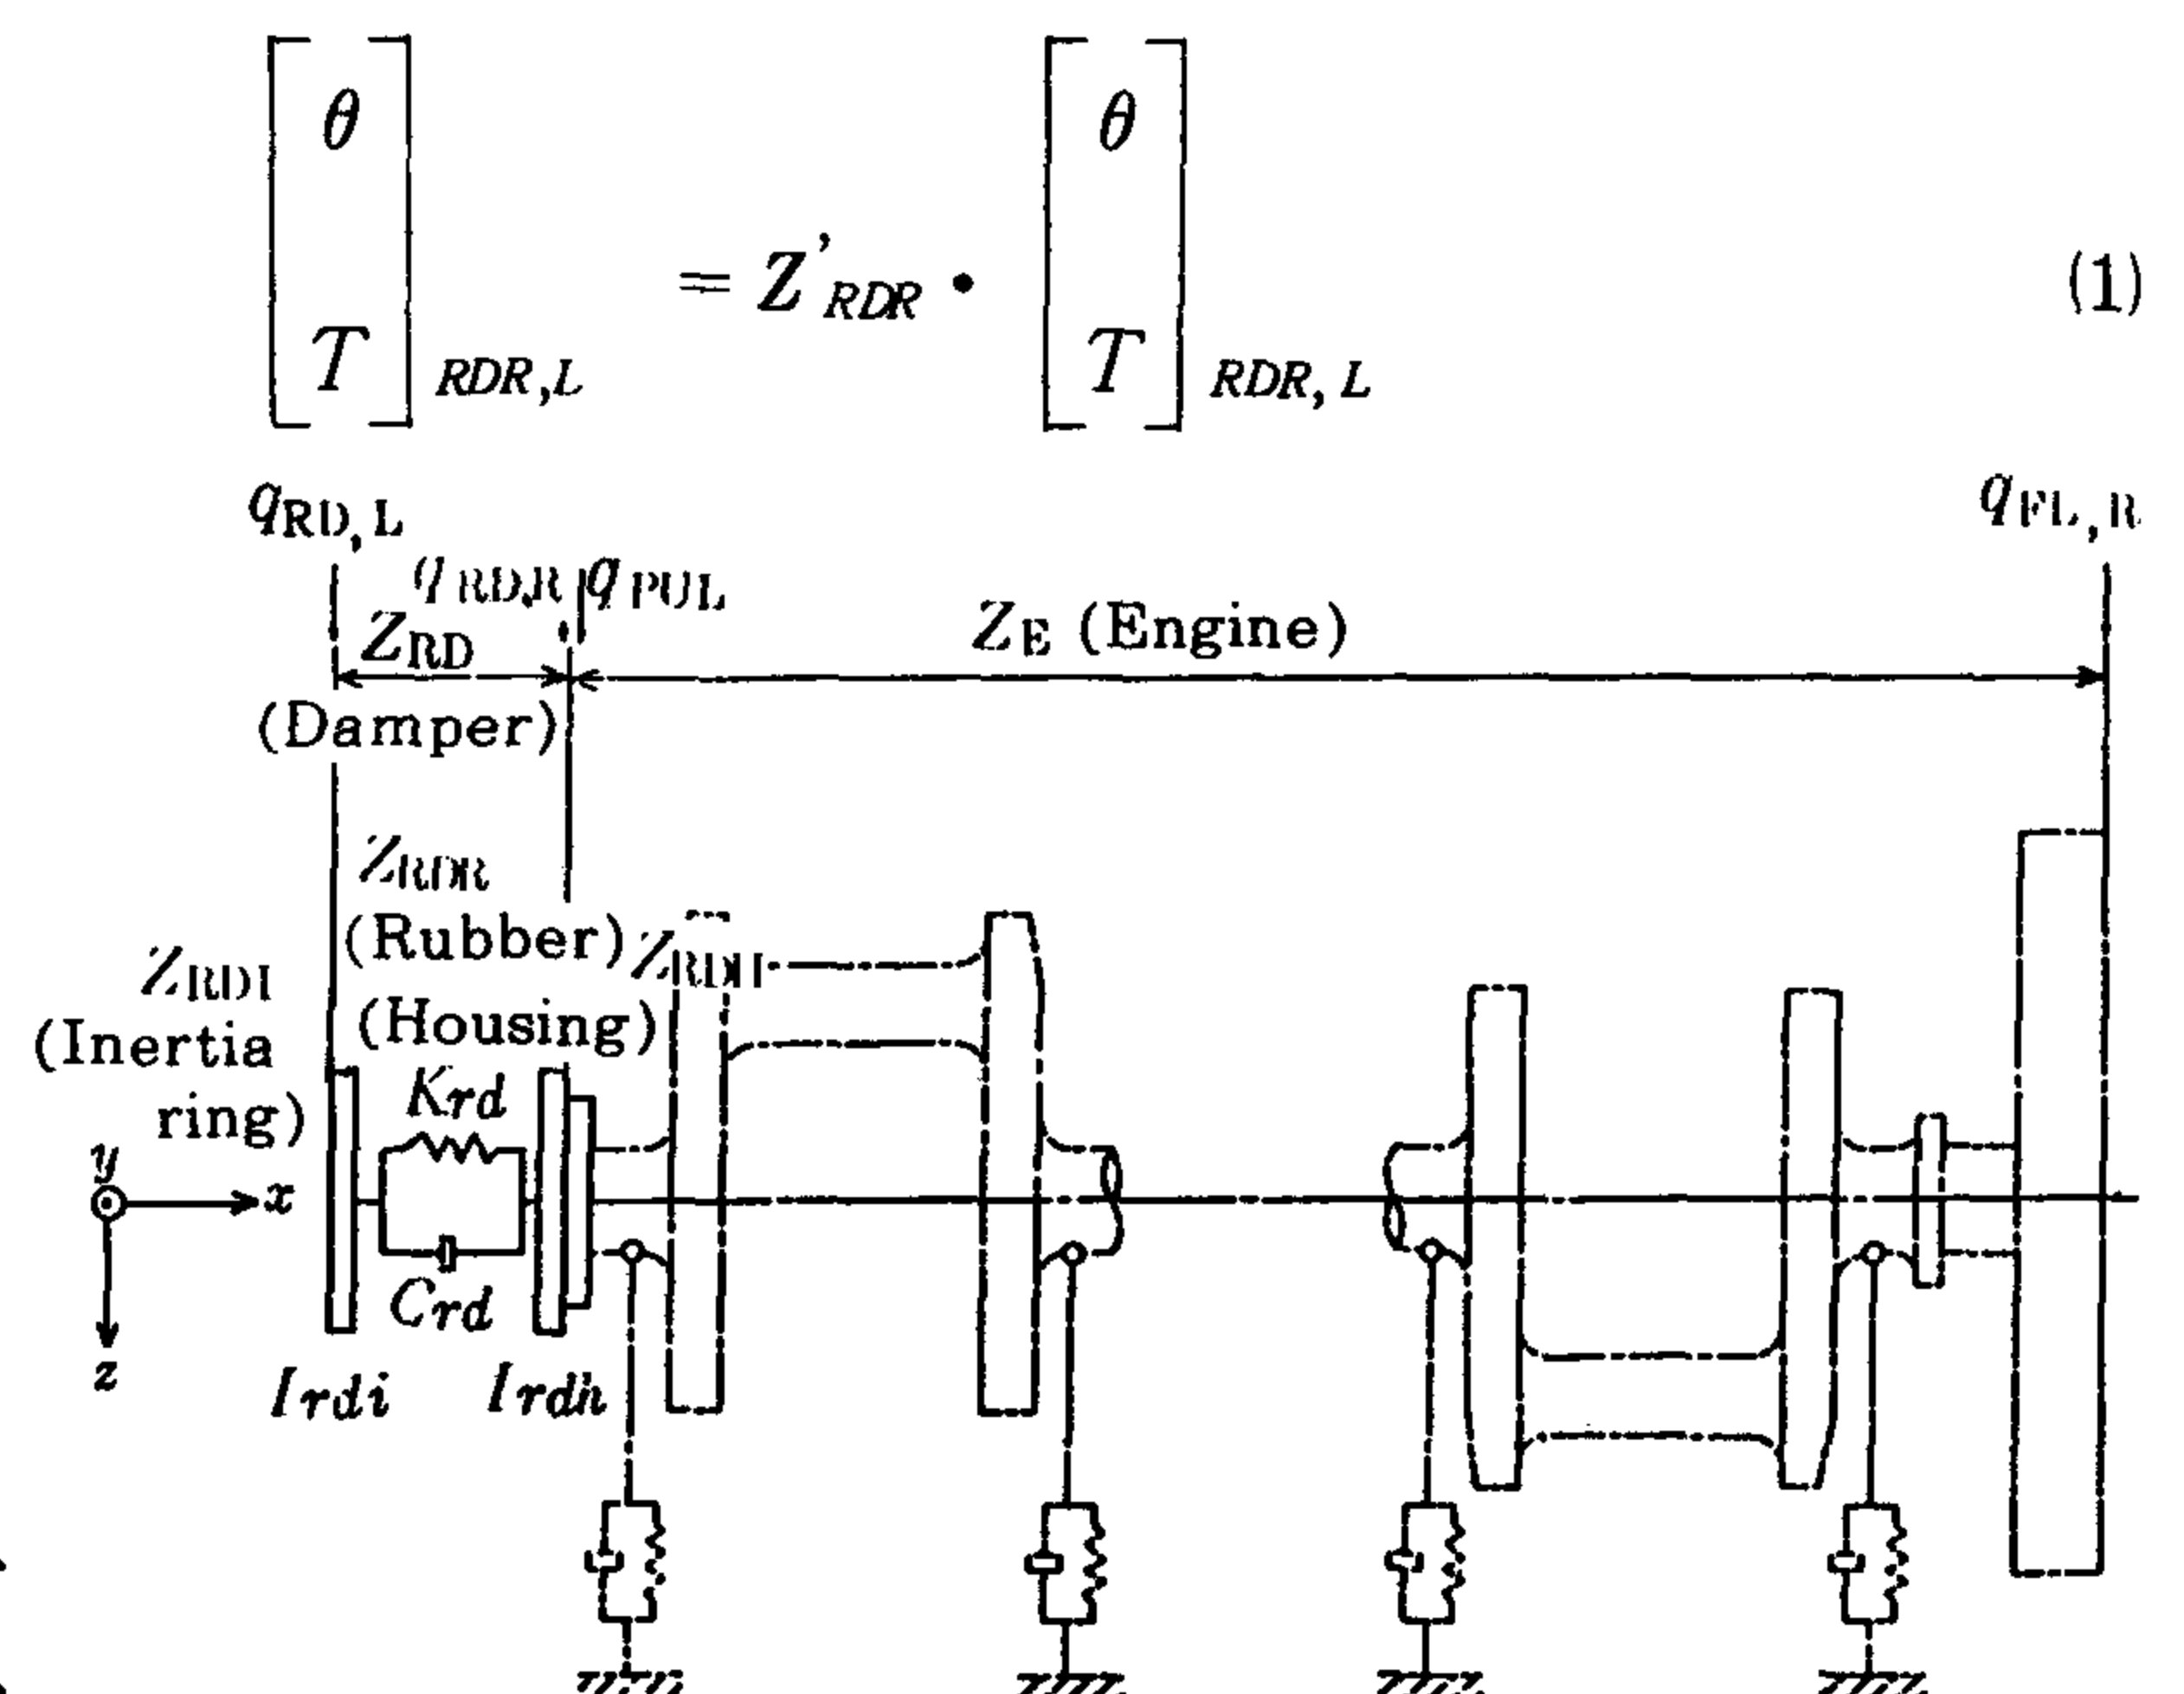 θ θ
= Z'RDR • (1)
T RDR,L T RDR, L
qRD,L qFL,R
qRD,R qPUL
ZRD ZE (Engine)
(Damper)
ZRDR
(Rubber) ZRDH
ZRDI
(Housing)
(Inertia
ring)
Krd
y
x
Crd
z
Irdi Irdh